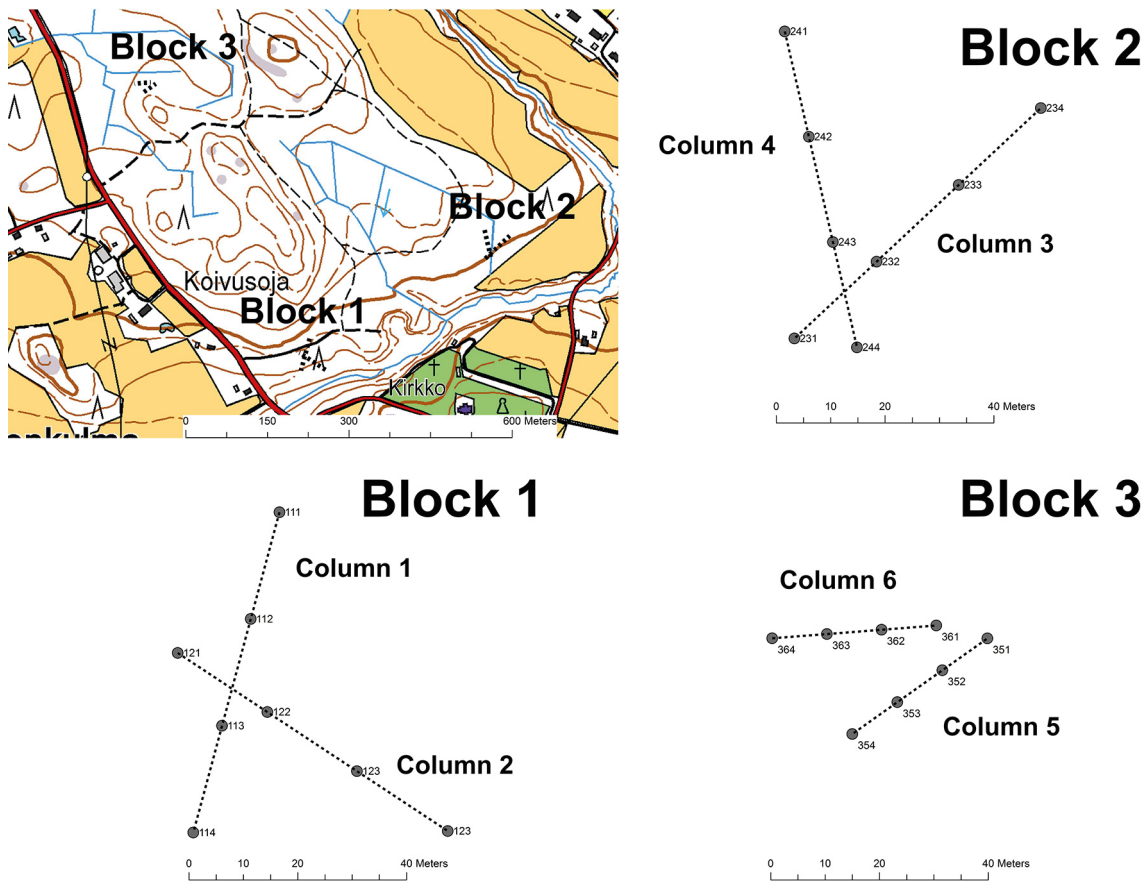 Block 3
Block 2
Koivusoja
Block 1
N
Kirkko
0 150 300 600 Meters
Block 2
241
234
Column 4
242
233
243
Column 3
232
231
244
0 10 20 40 Meters
Block 1
111
Column 1
112
121
122
113
123
Column 2
114
123
0 10 20 40 Meters
Block 3
Column 6
364
363
362
361
351
352
353
Column 5
354
0 10 20 40 Meters